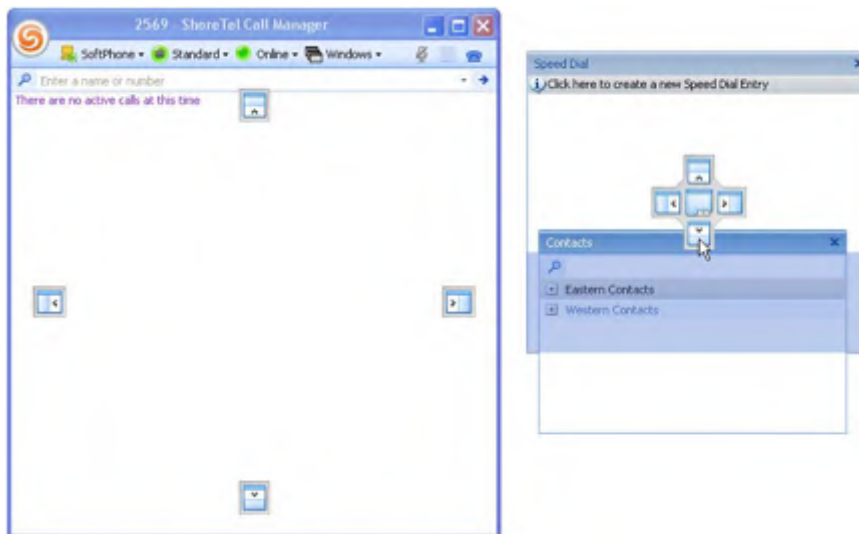 2569 - ShoreTel Call Manager
SoftPhone Standard Online Windows
Enter a name or number
There are no active calls at this time
Speed Dial
Click here to create a new Speed Dial Entry
Contacts
Eastern Contacts
Western Contacts